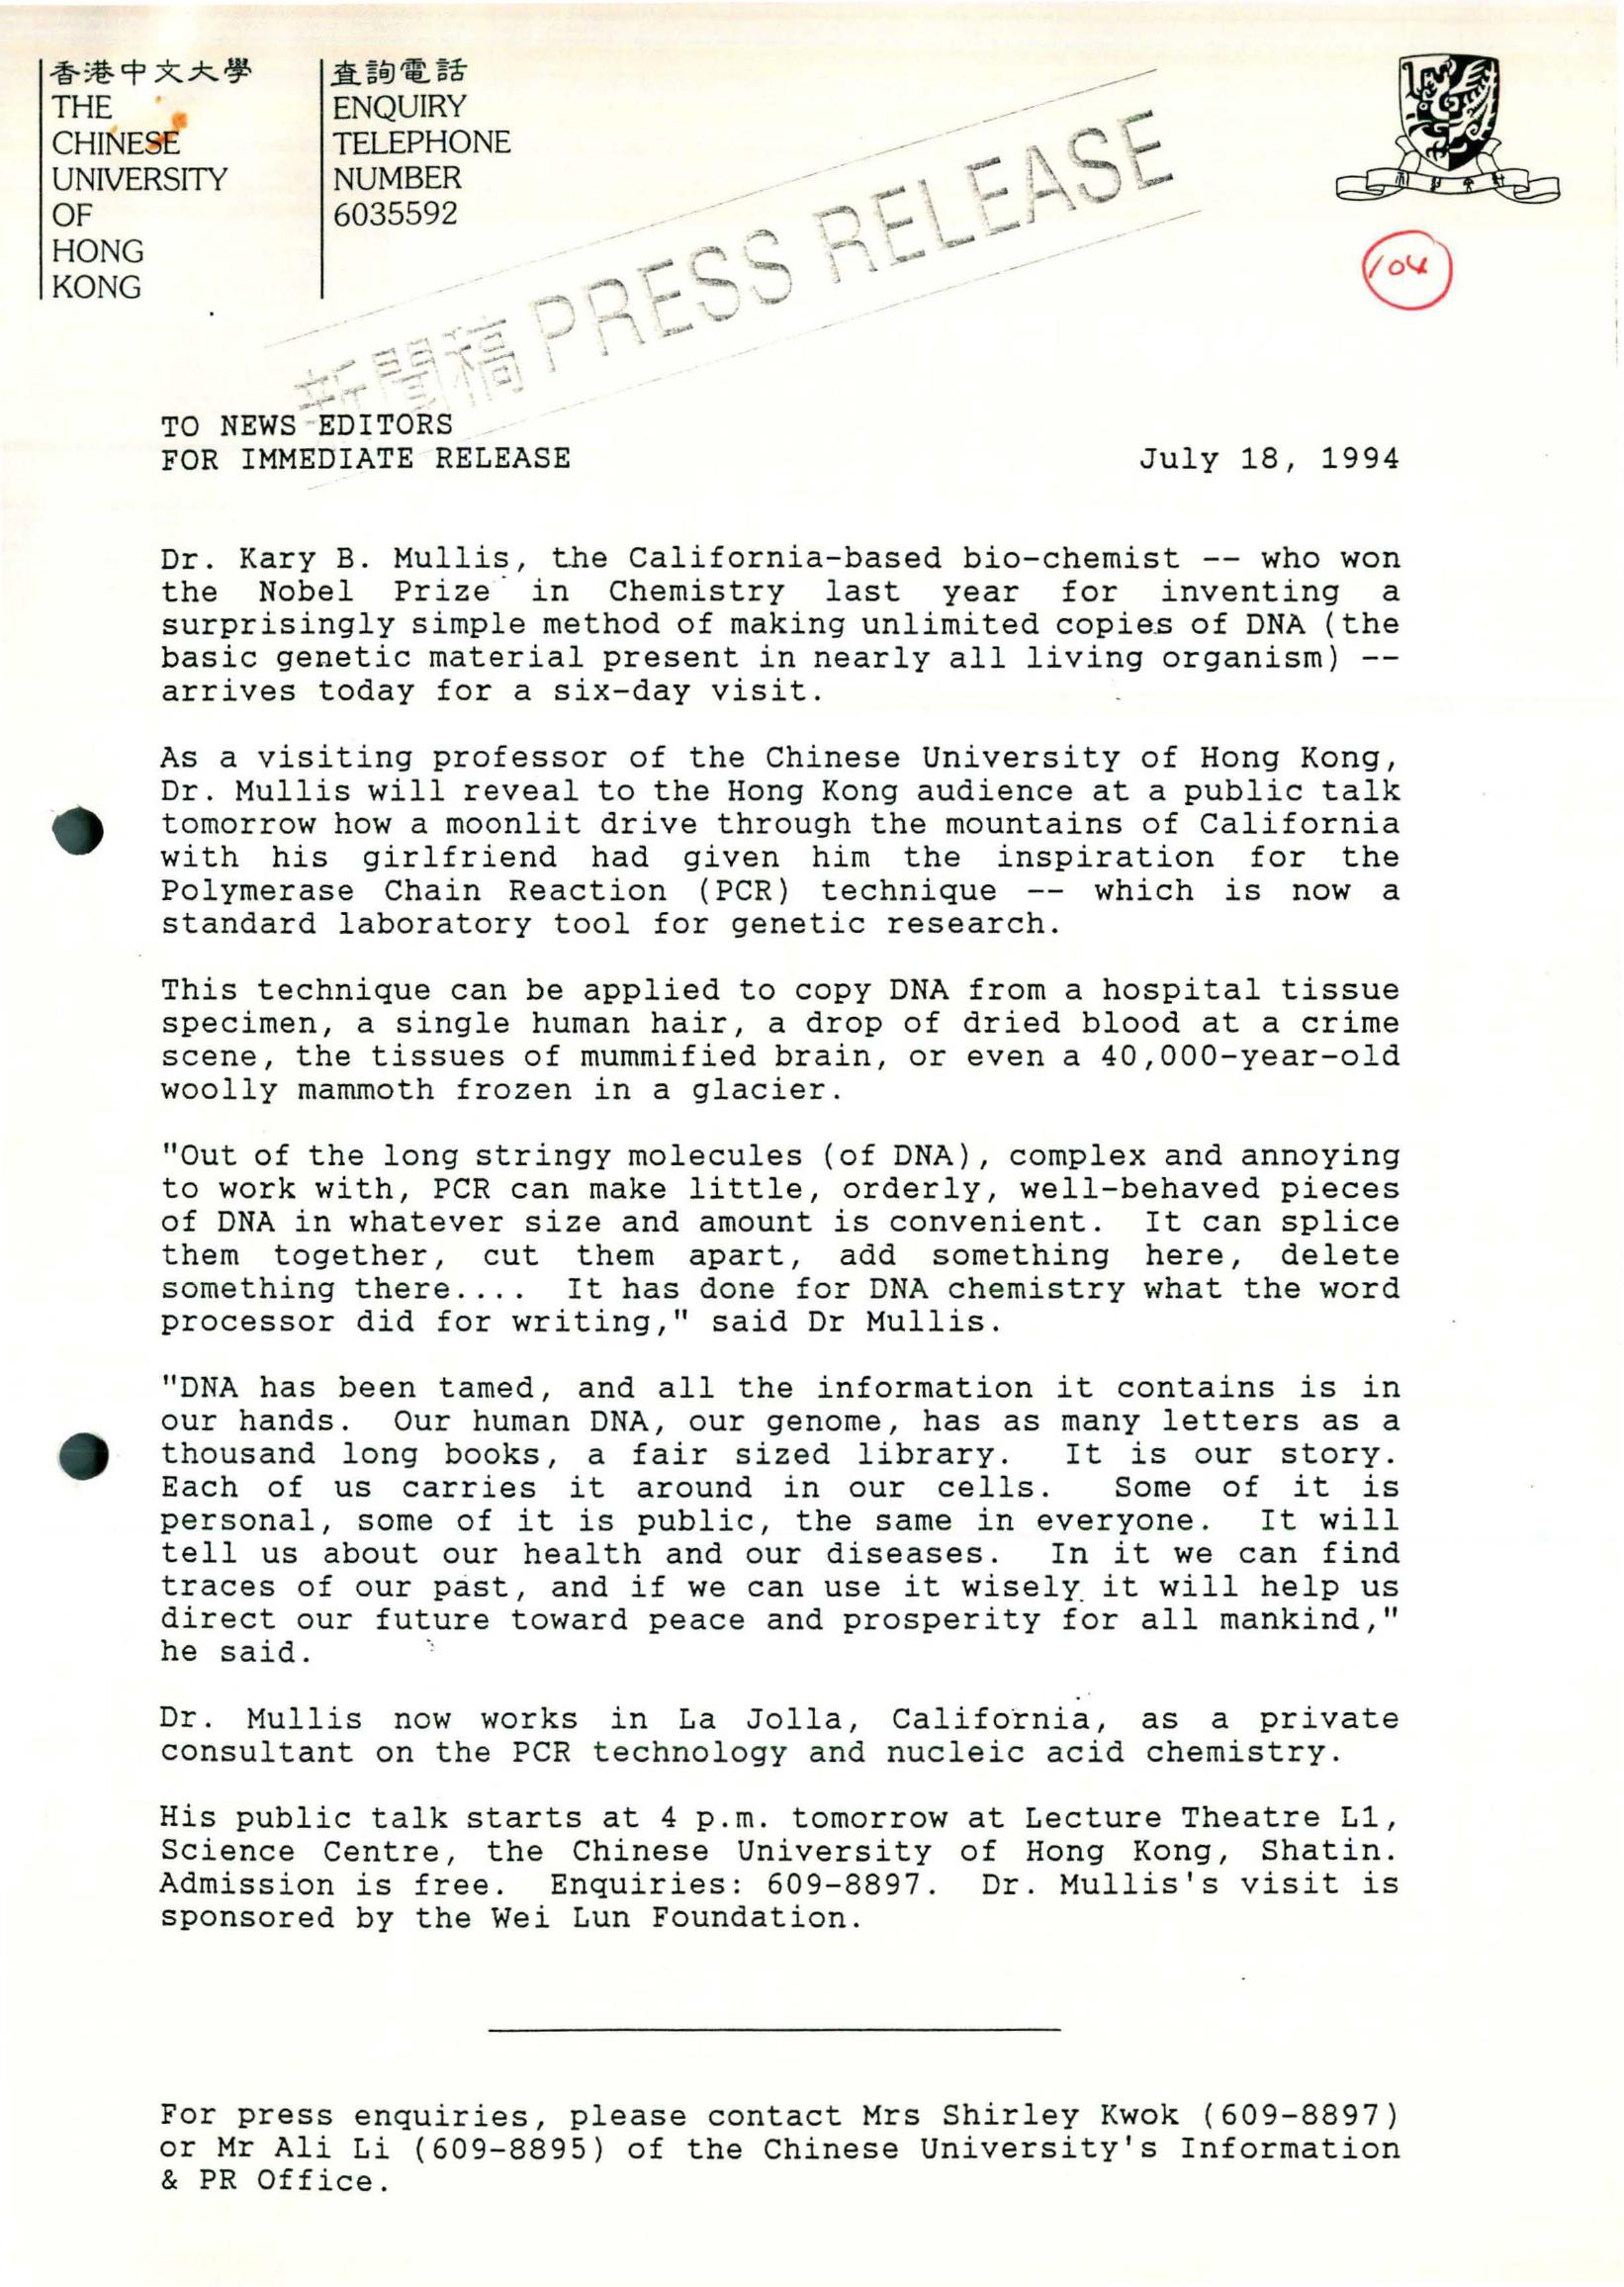 香港中文大學
THE
CHINESE
UNIVERSITY
OF
HONG
KONG
查詢電話
ENQUIRY
TELEPHONE
NUMBER
6035592
新聞稿 PRESS RELEASE
104
TO NEWS EDITORS
FOR IMMEDIATE RELEASE
July 18, 1994
Dr. Kary B. Mullis, the California-based bio-chemist -- who won
the Nobel Prize in Chemistry last year for inventing a
surprisingly simple method of making unlimited copies of DNA (the
basic genetic material present in nearly all living organism) --
arrives today for a six-day visit.
As a visiting professor of the Chinese University of Hong Kong,
Dr. Mullis will reveal to the Hong Kong audience at a public talk
tomorrow how a moonlit drive through the mountains of California
with his girlfriend had given him the inspiration for the
Polymerase Chain Reaction (PCR) technique -- which is now a
standard laboratory tool for genetic research.
This technique can be applied to copy DNA from a hospital tissue
specimen, a single human hair, a drop of dried blood at a crime
scene, the tissues of mummified brain, or even a 40,000-year-old
woolly mammoth frozen in a glacier.
"Out of the long stringy molecules (of DNA), complex and annoying
to work with, PCR can make little, orderly, well-behaved pieces
of DNA in whatever size and amount is convenient. It can splice
them together, cut them apart, add something here, delete
something there.... It has done for DNA chemistry what the word
processor did for writing," said Dr Mullis.
"DNA has been tamed, and all the information it contains is in
our hands. Our human DNA, our genome, has as many letters as a
thousand long books, a fair sized library. It is our story.
Each of us carries it around in our cells. Some of it is
personal, some of it is public, the same in everyone. It will
tell us about our health and our diseases. In it we can find
traces of our past, and if we can use it wisely it will help us
direct our future toward peace and prosperity for all mankind,"
he said.
Dr. Mullis now works in La Jolla, California, as a private
consultant on the PCR technology and nucleic acid chemistry.
His public talk starts at 4 p.m. tomorrow at Lecture Theatre L1,
Science Centre, the Chinese University of Hong Kong, Shatin.
Admission is free. Enquiries: 609-8897. Dr. Mullis's visit is
sponsored by the Wei Lun Foundation.
For press enquiries, please contact Mrs Shirley Kwok (609-8897)
or Mr Ali Li (609-8895) of the Chinese University's Information
& PR Office.